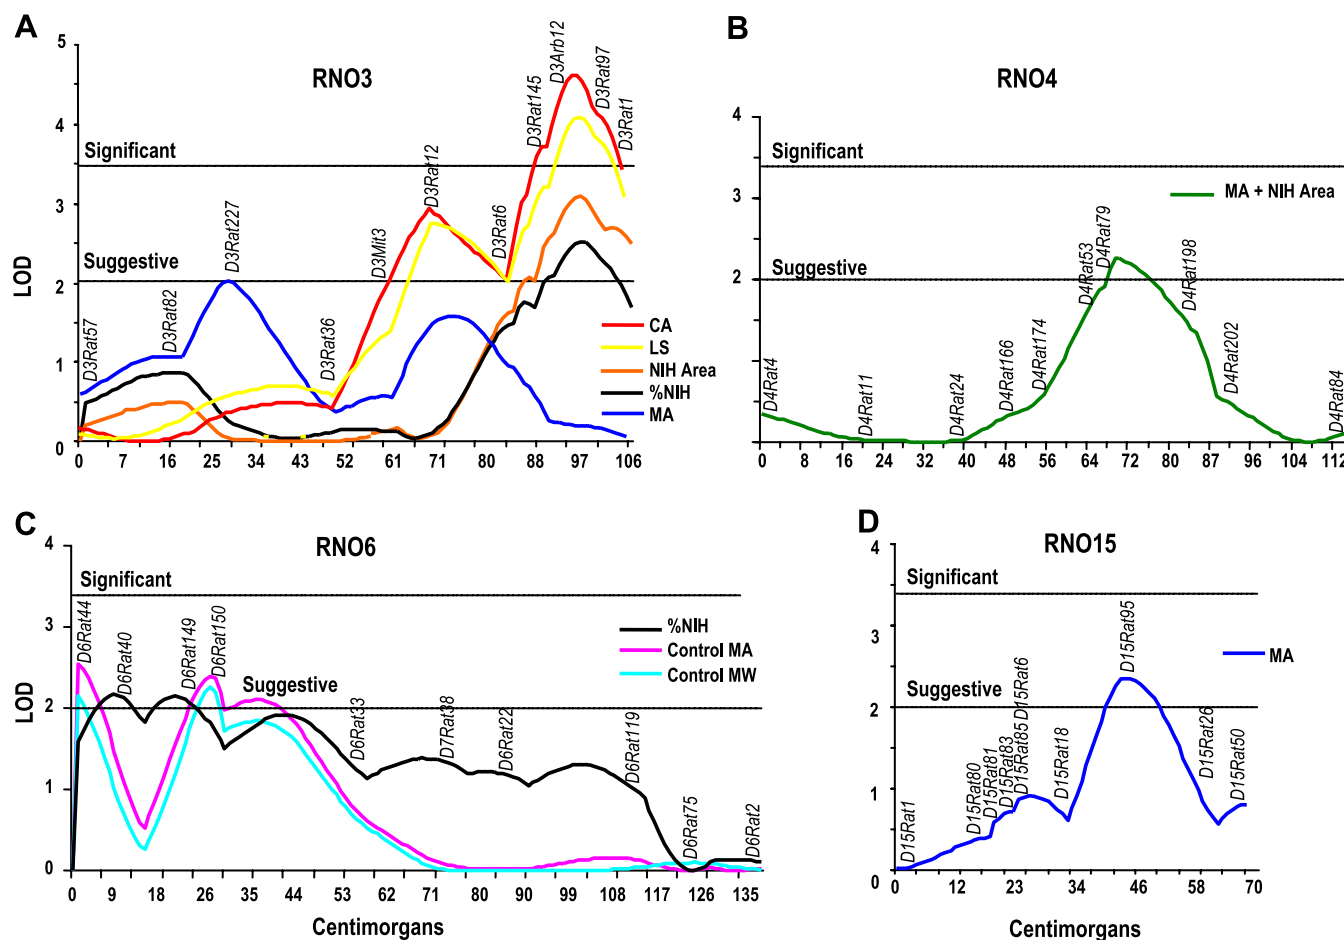 A
RNO3
LOD
5
4
3
2
1
0
Significant
Suggestive
D3Rat57
D3Rat82
D3Rat227
D3Rat36
D3Mit3
D3Rat12
D3Rat6
D3Rat145
D3Arb12
D3Rat97
D3Rat1
CA
LS
NIH Area
%NIH
MA
0 7 16 25 34 43 52 61 71 80 88 97 106
B
RNO4
4
3
2
1
0
Significant
Suggestive
MA + NIH Area
D4Rat4
D4Rat11
D4Rat24
D4Rat166
D4Rat174
D4Rat53
D4Rat79
D4Rat198
D4Rat202
D4Rat84
0 4 16 24 32 40 48 56 64 72 79 87 96 104 112
C
RNO6
LOD
4
3
2
1
0
Significant
Suggestive
D6Rat44
D6Rat40
D6Rat149
D6Rat150
D6Rat33
D7Rat38
D6Rat22
D6Rat119
D6Rat75
D6Rat2
%NIH
Control MA
Control MW
0 9 15 26 35 44 53 62 71 81 90 99 108 117 126 135
Centimorgans
D
RNO15
4
3
2
1
0
Significant
Suggestive
D15Rat1
D15Rat80
D15Rat81
D15Rat83
D15Rat85
D15Rat6
D15Rat18
D15Rat95
D15Rat26
D15Rat50
MA
0 12 23 34 46 58 70
Centimorgans